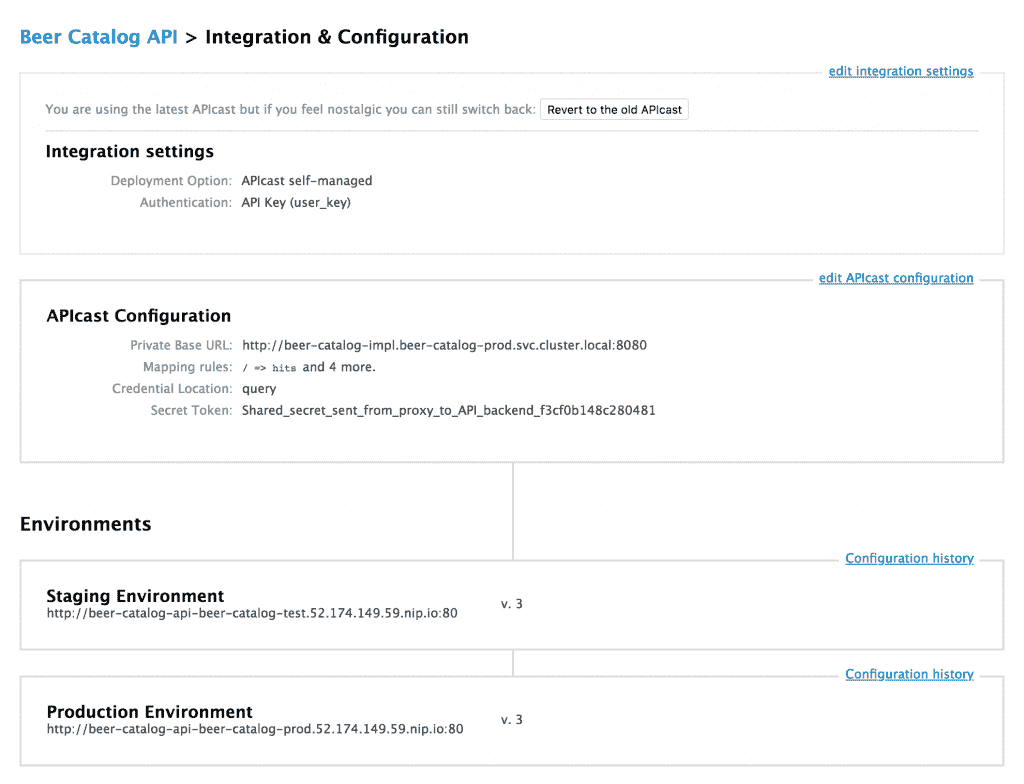 Beer Catalog API > Integration & Configuration
edit integration settings
You are using the latest APIcast but if you feel nostalgic you can still switch back: Revert to the old APIcast
Integration settings
Deployment Option: APIcast self-managed
Authentication: API Key (user_key)
edit APIcast configuration
APIcast Configuration
Private Base URL: http://beer-catalog-impl.beer-catalog-prod.svc.cluster.local:8080
Mapping rules: / => hits and 4 more.
Credential Location: query
Secret Token: Shared_secret_sent_from_proxy_to_API_backend_f3cf0b148c280481
Environments
Configuration history
Staging Environment
http://beer-catalog-api-beer-catalog-test.52.174.149.59.nip.io:80
v. 3
Configuration history
Production Environment
http://beer-catalog-api-beer-catalog-prod.52.174.149.59.nip.io:80
v. 3